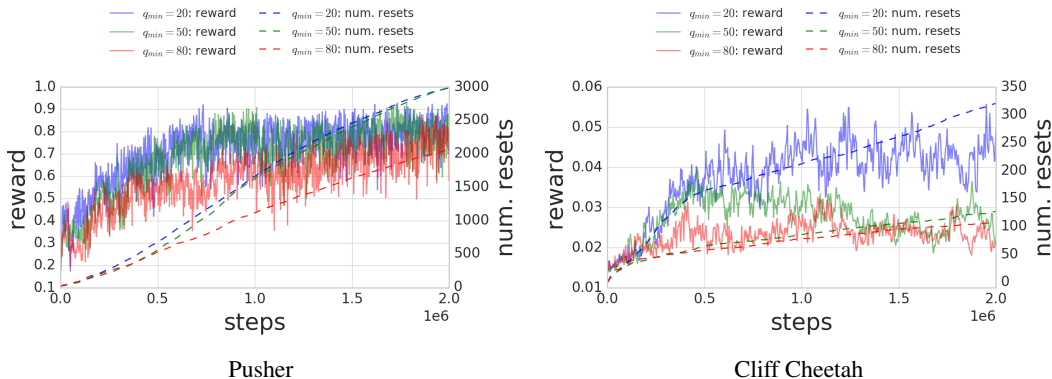 q_min = 20: reward q_min = 20: num. resets
q_min = 50: reward q_min = 50: num. resets
q_min = 80: reward q_min = 80: num. resets
1.0
0.9
0.8
0.7
0.6
0.5
0.4
0.3
0.2
0.1
reward
3000
2500
2000
1500
1000
500
0
num. resets
0.0 0.5 1.0 1.5 2.0
1e6
steps
Pusher
q_min = 20: reward q_min = 20: num. resets
q_min = 50: reward q_min = 50: num. resets
q_min = 80: reward q_min = 80: num. resets
0.06
0.05
0.04
0.03
0.02
0.01
reward
350
300
250
200
150
100
50
0
num. resets
0.0 0.5 1.0 1.5 2.0
1e6
steps
Cliff Cheetah